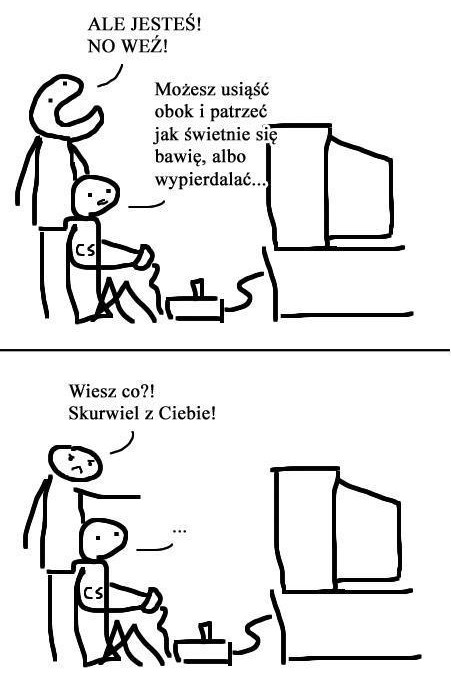 ALE JESTEŚ!
NO WEŹ!
Możesz usiąść
obok i patrzeć
jak świetnie się
bawię, albo
wypierdalać...
CS
Wiesz co?!
Skurwiel z Ciebie!
...
CS